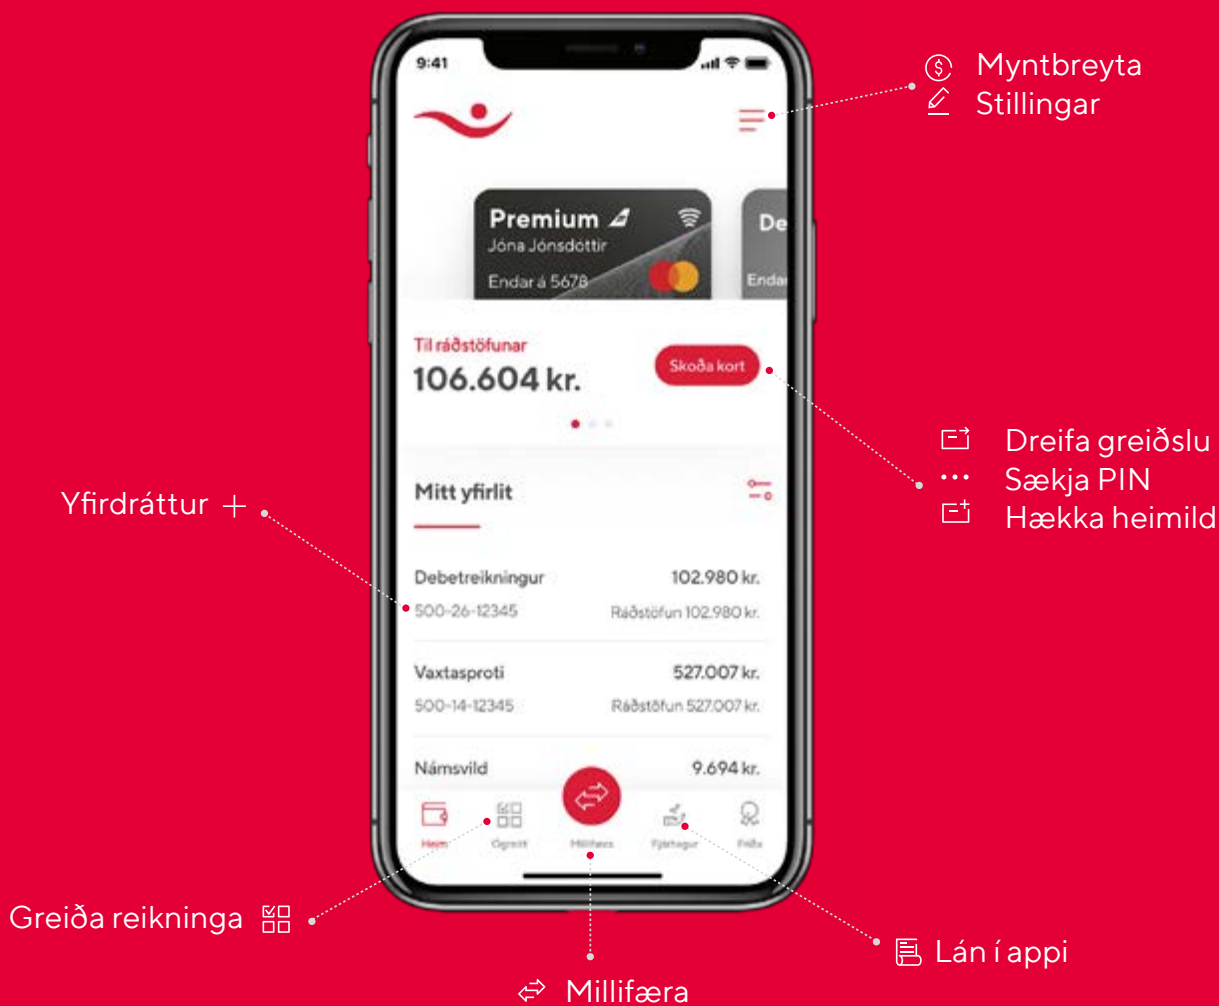 9:41
Myntbreyta
Stillingar
Premium
Jóna Jónsdóttir
Endar á 5678
De
Endar
Til ráðstöfunar
106.604 kr.
Skoða kort
Dreifa greiðslu
Sækja PIN
Hækka heimild
Mitt yfirlit
Yfirdráttur
Debetreikningur 102.980 kr.
500-26-12345 Ráðstöfun 102.980 kr.
Vaxtasproti 527.007 kr.
500-14-12345 Ráðstöfun 527.007 kr.
Námsvild 9.694 kr.
Heim Ógreitt Millifæra Fjárhagur Fríða
Greiða reikninga
Lán í appi
Millifæra